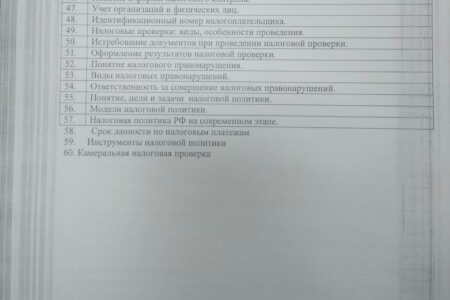 налогового контроля.
47. Учет организаций и физических лиц.
48. Идентификационный номер налогоплательщика.
49. Налоговые проверки: виды, особенности проведения.
50. Истребование документов при проведении налоговой проверки.
51. Оформление результатов налоговой проверки.
52. Понятие налогового правонарушения.
53. Виды налоговых правонарушений.
54. Ответственность за совершение налоговых правонарушений.
55. Понятие, цели и задачи налоговой политики.
56. Модели налоговой политики.
57. Налоговая политика РФ на современном этапе.
58. Срок данности по налоговым платежам
59. Инструменты налоговой политики
60. Камеральная налоговая проверка